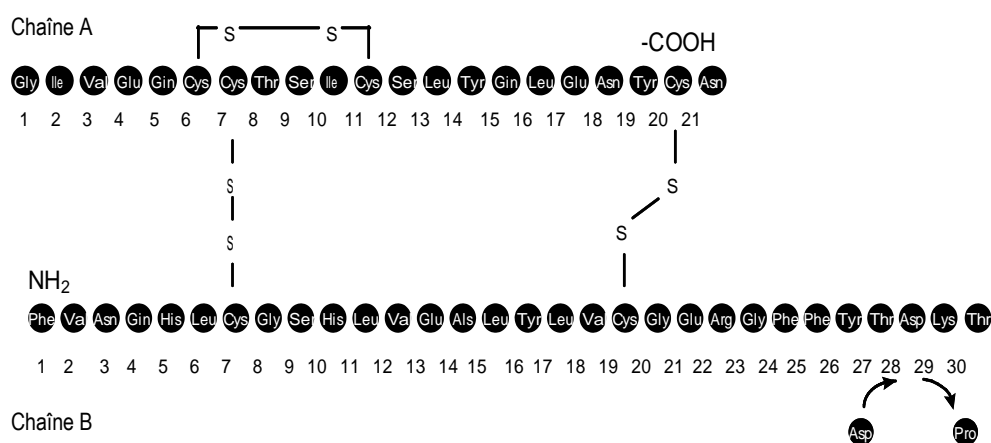 Chaîne A
S S
-COOH
Gly Ile Val Glu Gin Cys Cys Thr Ser Ile Cys Ser Leu Tyr Gin Leu Glu Asn Tyr Cys Asn
1 2 3 4 5 6 7 8 9 10 11 12 13 14 15 16 17 18 19 20 21
S S
S S
NH2
Phe Val Asn Gin His Leu Cys Gly Ser His Leu Val Glu Als Leu Tyr Leu Val Cys Gly Glu Arg Gly Phe Phe Tyr Thr Asp Lys Thr
1 2 3 4 5 6 7 8 9 10 11 12 13 14 15 16 17 18 19 20 21 22 23 24 25 26 27 28 29 30
Chaîne B
Asp Pro